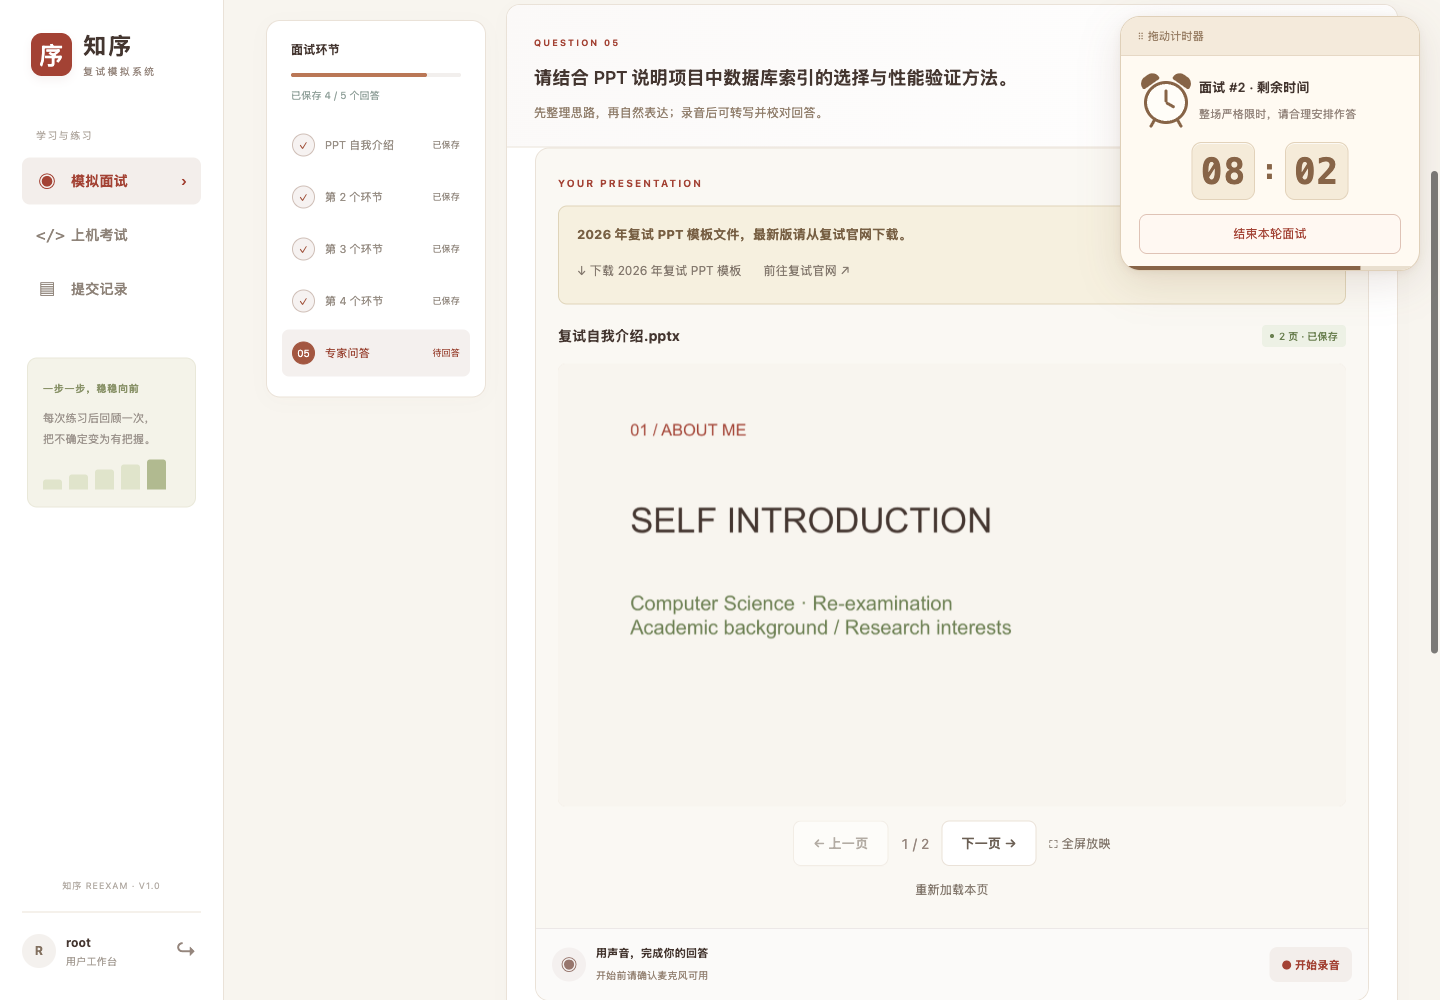 序
知序
复试模拟系统
学习与练习
模拟面试 ›
</> 上机考试
提交记录
一步一步，稳稳向前
每次练习后回顾一次，
把不确定变为有把握。
知序 REEXAM · V1.0
R
root
用户工作台
面试环节
已保存 4 / 5 个回答
✓ PPT 自我介绍 已保存
✓ 第 2 个环节 已保存
✓ 第 3 个环节 已保存
✓ 第 4 个环节 已保存
05 专家问答 待回答
QUESTION 05
请结合 PPT 说明项目中数据库索引的选择与性能验证方法。
先整理思路，再自然表达；录音后可转写并校对回答。
YOUR PRESENTATION
2026 年复试 PPT 模板文件，最新版请从复试官网下载。
↓ 下载 2026 年复试 PPT 模板 前往复试官网 ↗
复试自我介绍.pptx
2 页 · 已保存
01 / ABOUT ME
SELF INTRODUCTION
Computer Science · Re-examination
Academic background / Research interests
← 上一页 1 / 2 下一页 → 全屏放映
重新加载本页
用声音，完成你的回答
开始前请确认麦克风可用
● 开始录音
⠿ 拖动计时器
面试 #2 · 剩余时间
整场严格限时，请合理安排作答
08 : 02
结束本轮面试